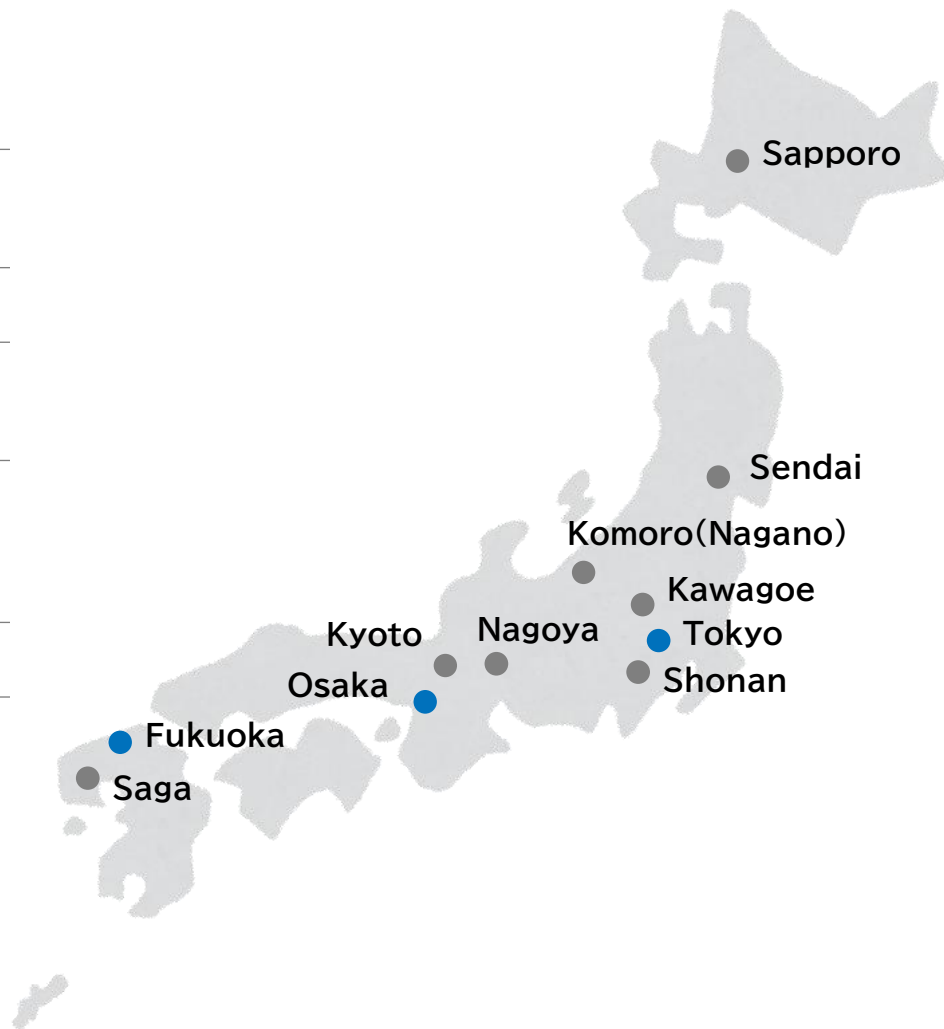 Sapporo
Sendai
Komoro(Nagano)
Kawagoe
Nagoya
Kyoto
Tokyo
Shonan
Osaka
Fukuoka
Saga